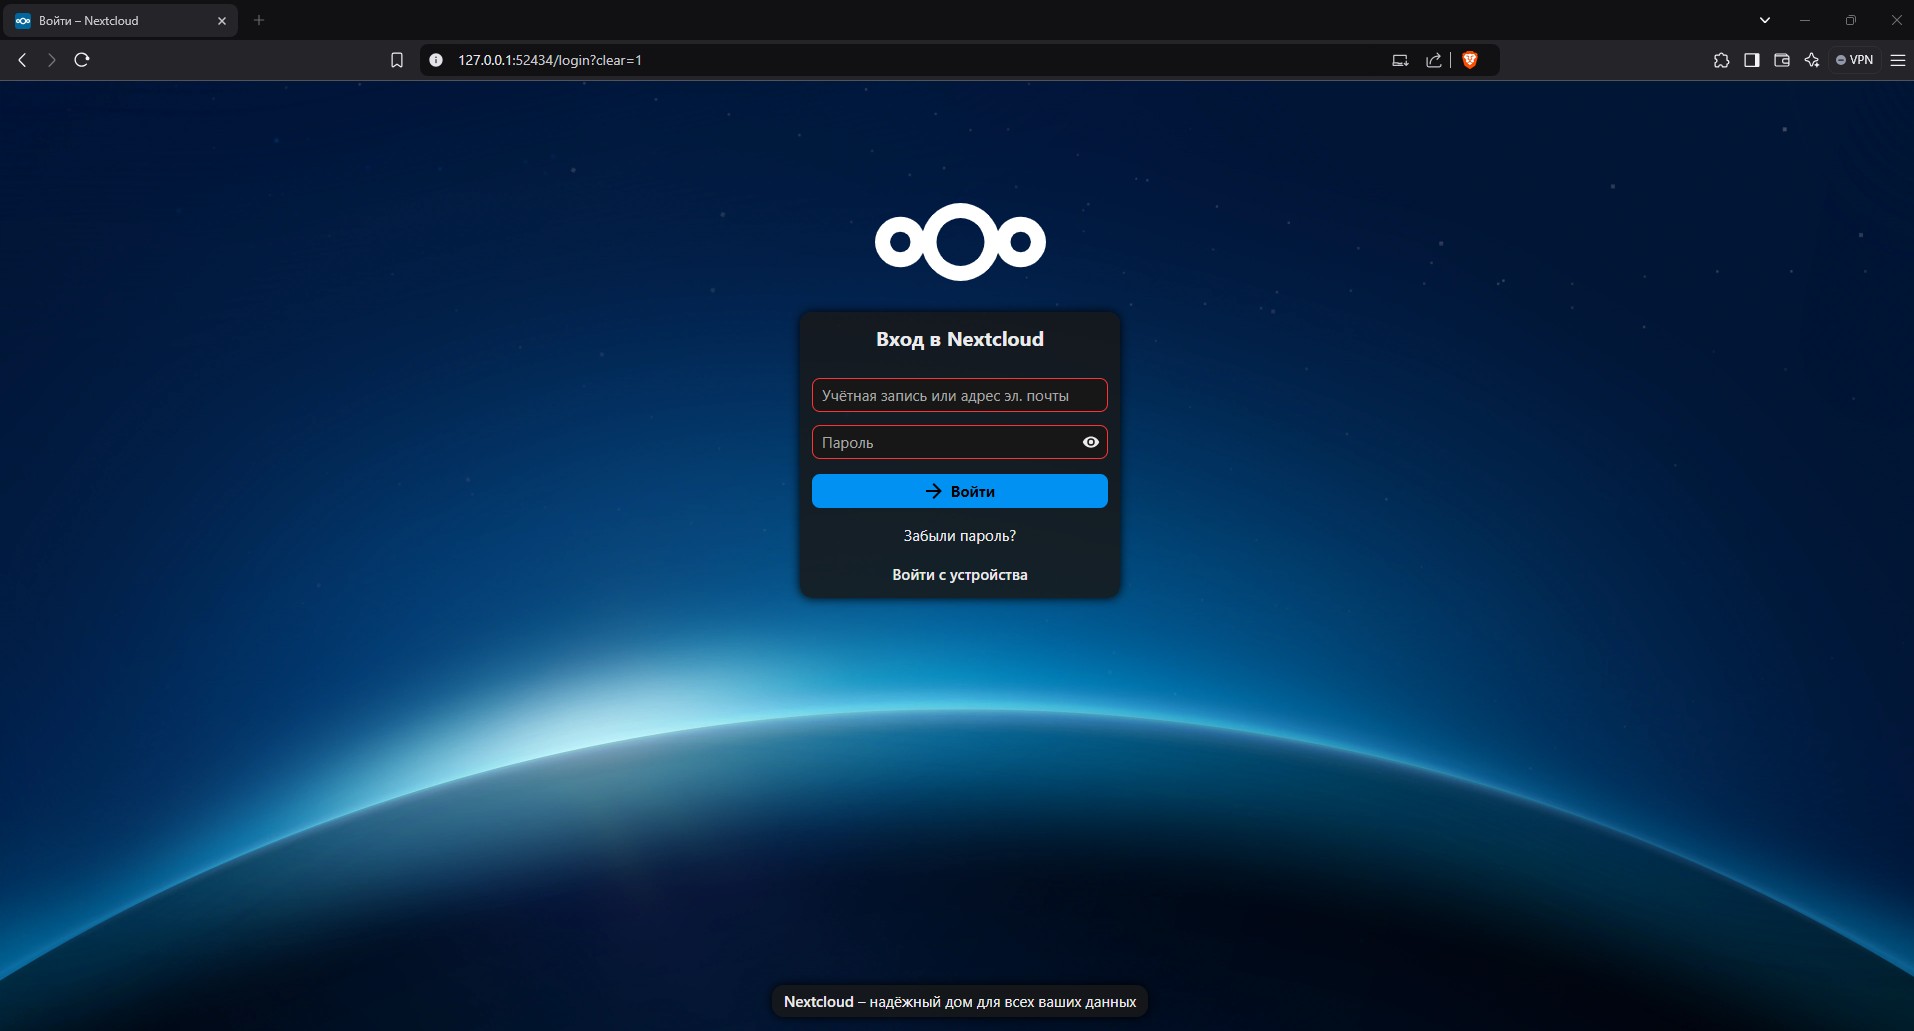 Войти – Nextcloud
127.0.0.1:52434/login?clear=1
VPN
Вход в Nextcloud
Учётная запись или адрес эл. почты
Пароль
Войти
Забыли пароль?
Войти с устройства
Nextcloud – надёжный дом для всех ваших данных